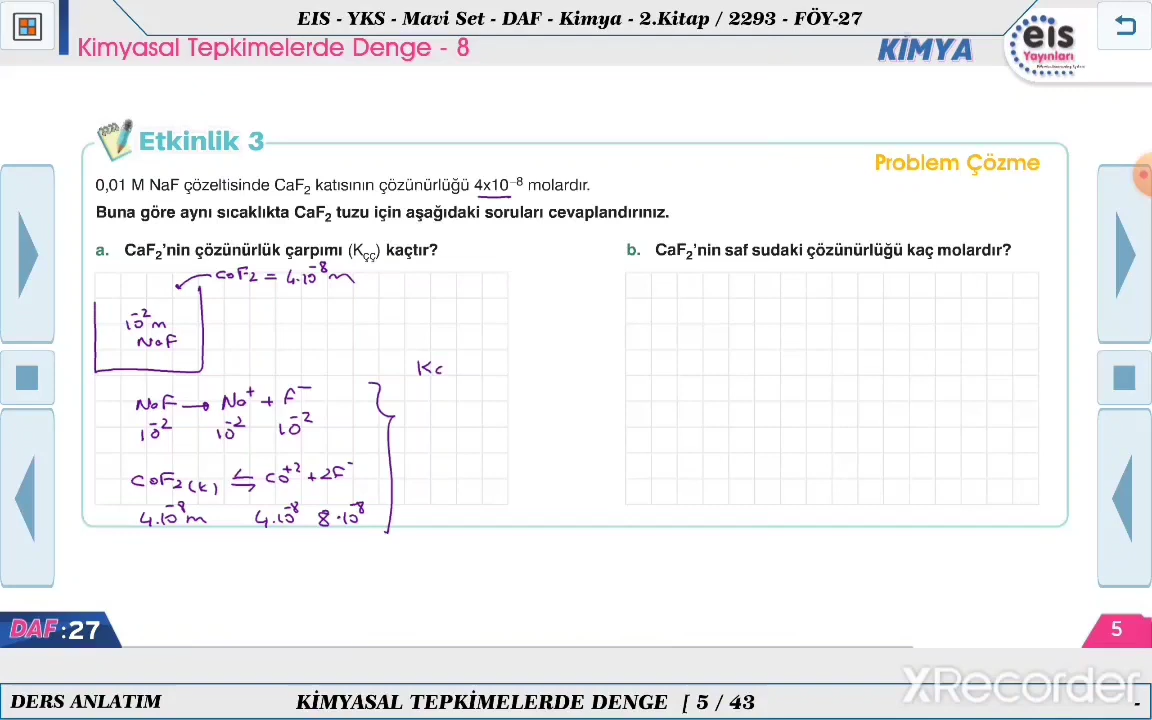 EIS - YKS - Mavi Set - DAF - Kimya - 2.Kitap / 2293 - FÖY-27
Kimyasal Tepkimelerde Denge - 8
KİMYA
eis
Yayınları
Etkinlik 3
Problem Çözme
0,01 M NaF çözeltisinde CaF₂ katısının çözünürlüğü 4x10⁻⁸ molardır.
Buna göre aynı sıcaklıkta CaF₂ tuzu için aşağıdaki soruları cevaplandırınız.
a. CaF₂'nin çözünürlük çarpımı (Kçç) kaçtır?
b. CaF₂'nin saf sudaki çözünürlüğü kaç molardır?
CaF₂ = 4.10⁻⁸ m
10⁻² m
NaF
Kc
NaF → Na⁺ + F⁻
10⁻² 10⁻² 10⁻²
CaF₂(k) ⇌ Ca⁺² + 2F⁻
4.10⁻⁸ m 4.10⁻⁸ 8.10⁻⁸
DAF:27
5
XRecorder
DERS ANLATIM
KİMYASAL TEPKİMELERDE DENGE [ 5 / 43
-